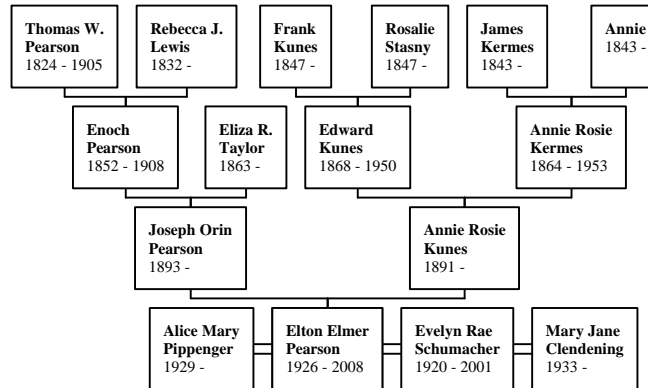 Thomas W.
Pearson
1824 - 1905
Rebecca J.
Lewis
1832 -
Frank
Kunes
1847 -
Rosalie
Stasny
1847 -
James
Kermes
1843 -
Annie
1843 -
Enoch
Pearson
1852 - 1908
Eliza R.
Taylor
1863 -
Edward
Kunes
1868 - 1950
Annie Rosie
Kermes
1864 - 1953
Joseph Orin
Pearson
1893 -
Annie Rosie
Kunes
1891 -
Alice Mary
Pippenger
1929 -
Elton Elmer
Pearson
1926 - 2008
Evelyn Rae
Schumacher
1920 - 2001
Mary Jane
Clendening
1933 -